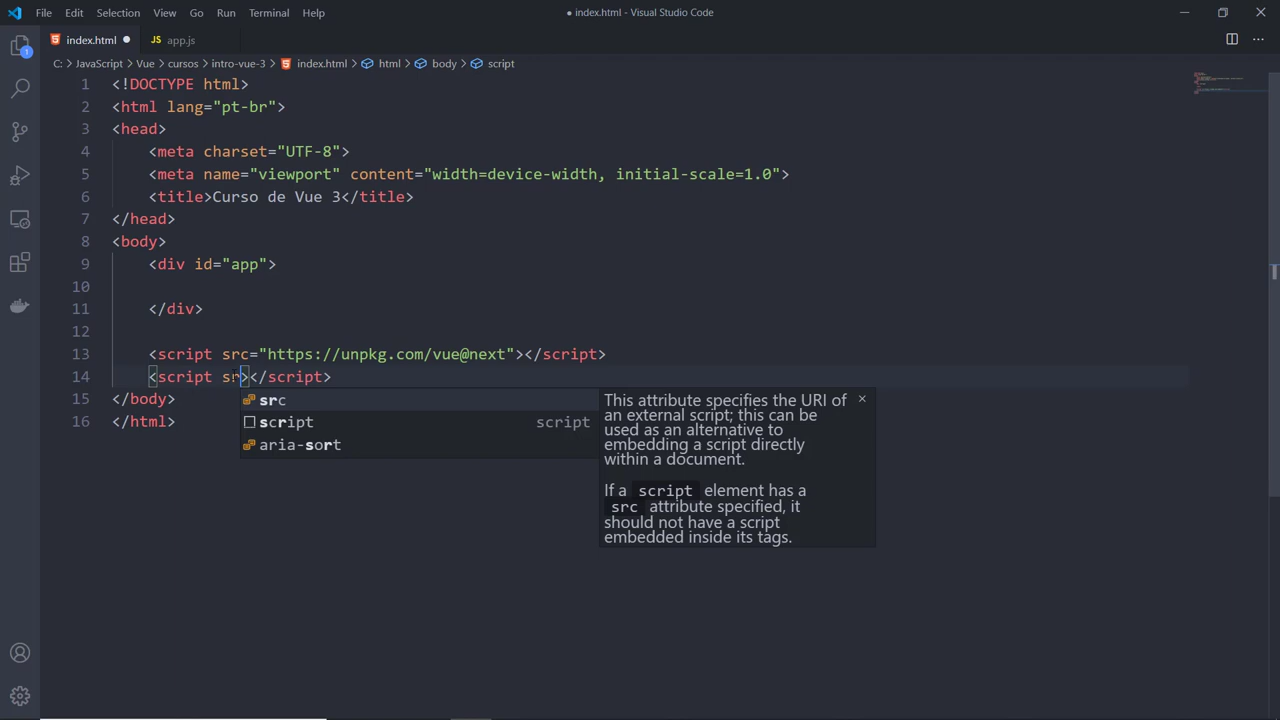 File Edit Selection View Go Run Terminal Help ● index.html - Visual Studio Code
index.html ● JS app.js
C: > JavaScript > Vue > cursos > intro-vue-3 > index.html > html > body > script
1 <!DOCTYPE html>
2 <html lang="pt-br">
3 <head>
4 <meta charset="UTF-8">
5 <meta name="viewport" content="width=device-width, initial-scale=1.0">
6 <title>Curso de Vue 3</title>
7 </head>
8 <body>
9 <div id="app">
10
11 </div>
12
13 <script src="https://unpkg.com/vue@next"></script>
14 <script sr></script>
15 </body>
16 </html>
src
script script
aria-sort
This attribute specifies the URI of
an external script; this can be
used as an alternative to
embedding a script directly
within a document.
If a script element has a
src attribute specified, it
should not have a script
embedded inside its tags.
1